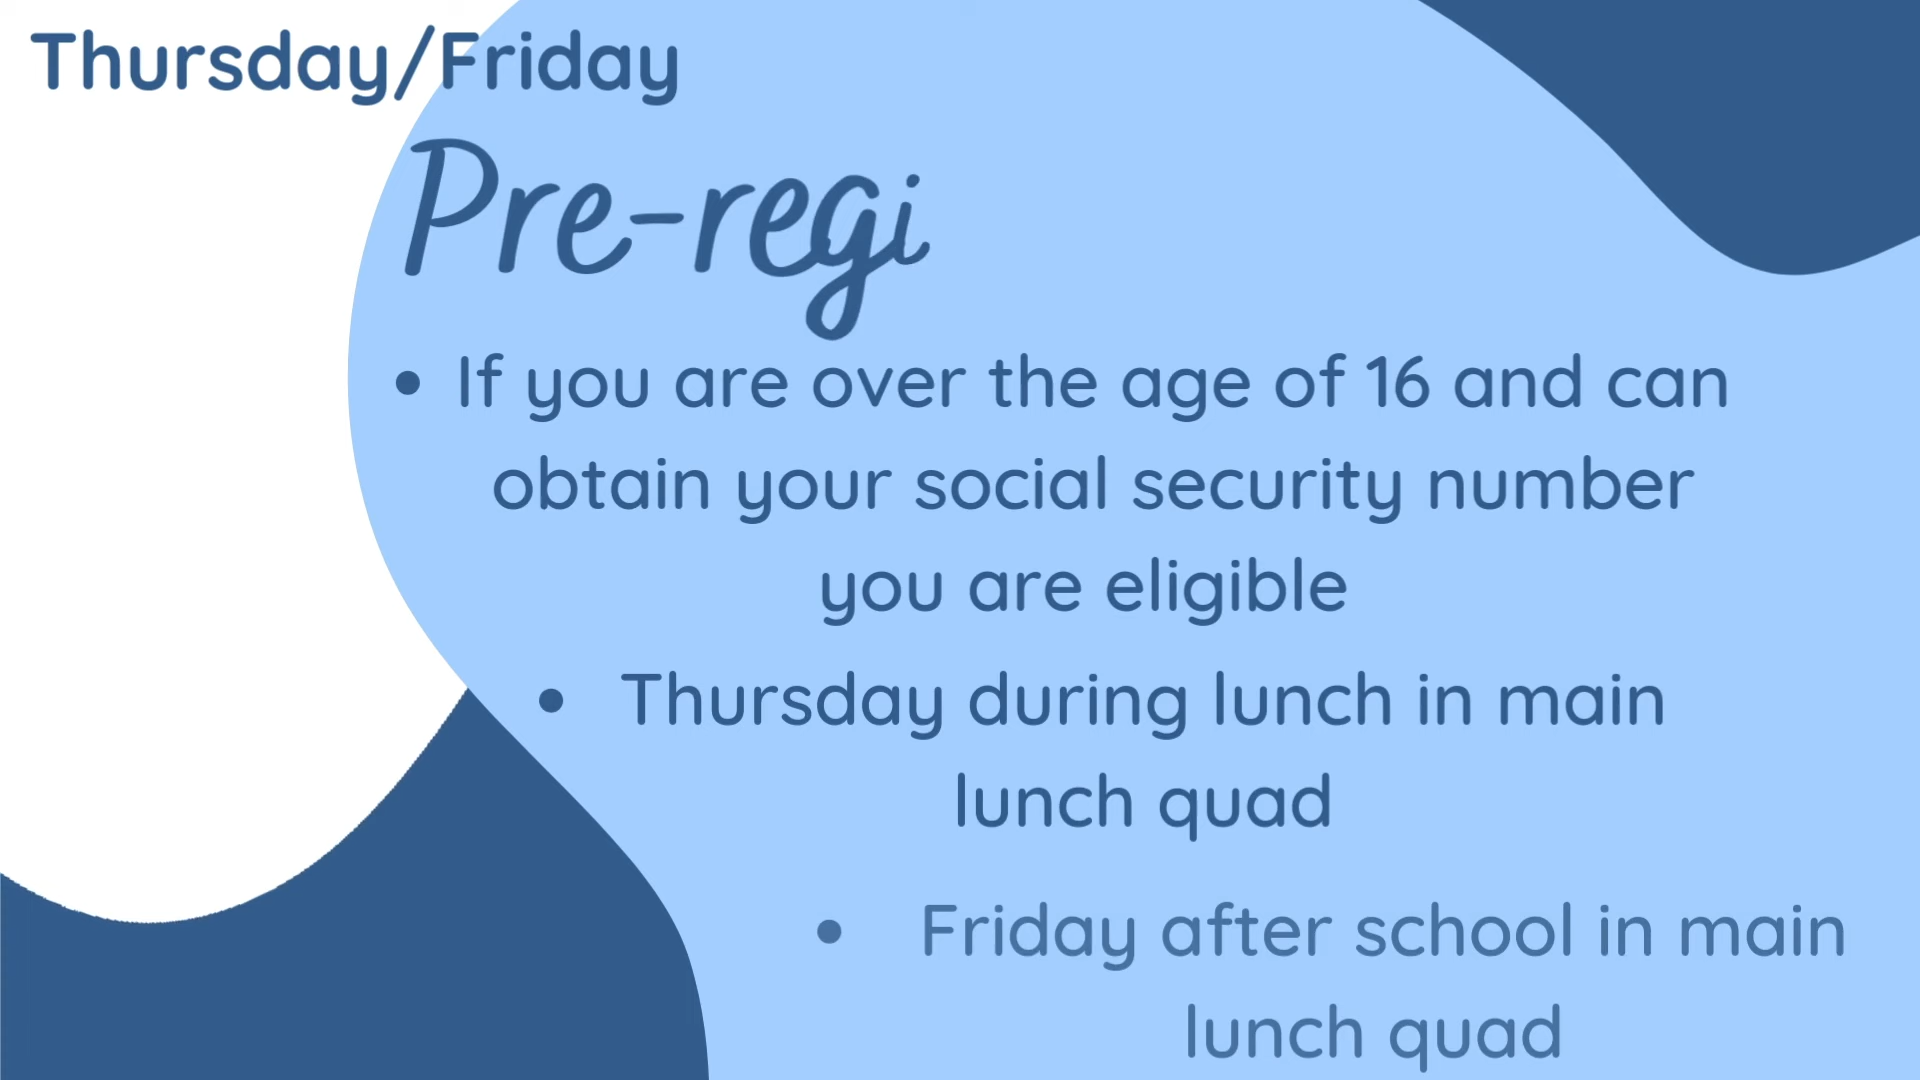 Thursday/Friday
Pre-regi
• If you are over the age of 16 and can
obtain your social security number
you are eligible
• Thursday during lunch in main
lunch quad
• Friday after school in main
lunch quad